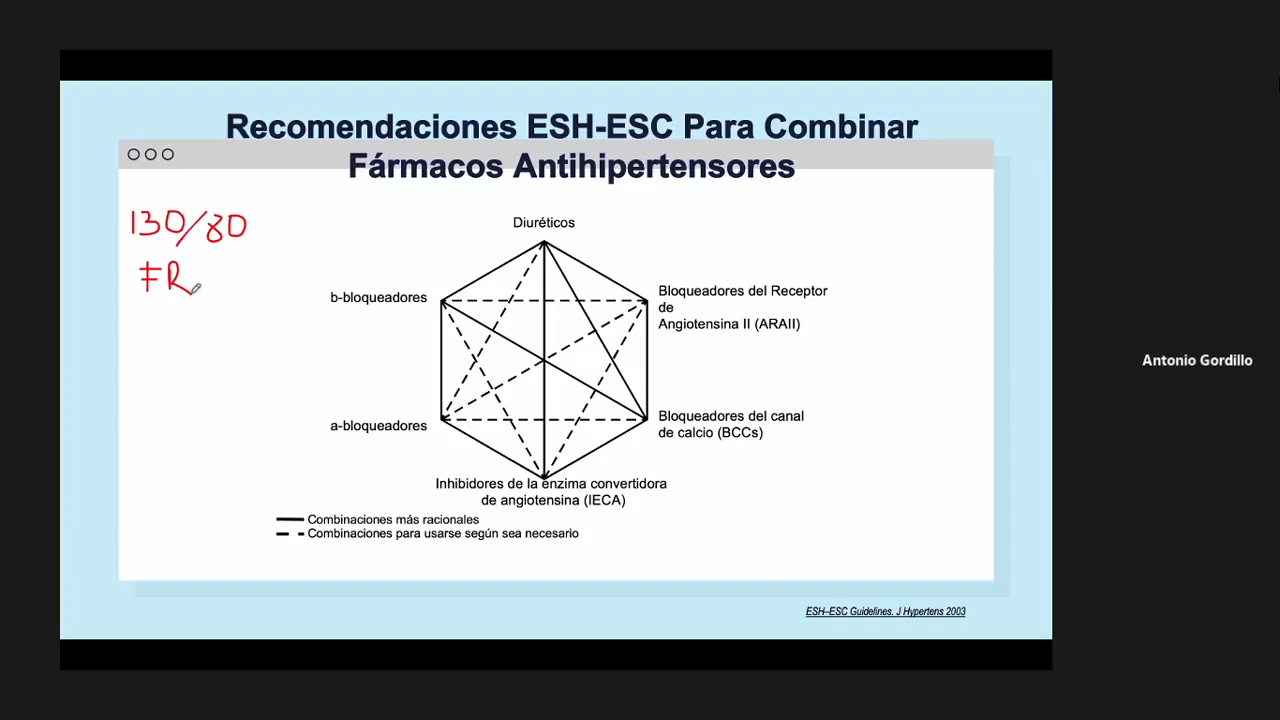 Recomendaciones ESH-ESC Para Combinar
Fármacos Antihipertensores
130/80
FR
Diuréticos
b-bloqueadores
Bloqueadores del Receptor
de
Angiotensina II (ARAII)
a-bloqueadores
Bloqueadores del canal
de calcio (BCCs)
Inhibidores de la enzima convertidora
de angiotensina (IECA)
Combinaciones más racionales
Combinaciones para usarse según sea necesario
ESH–ESC Guidelines. J Hypertens 2003
Antonio Gordillo